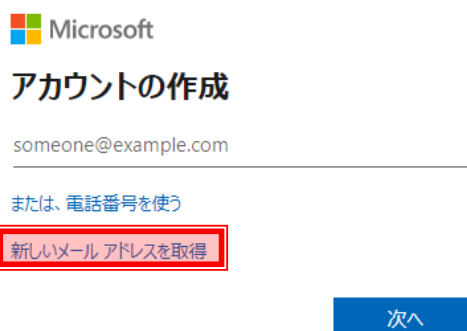 Microsoft
アカウントの作成
someone@example.com
または、電話番号を使う
新しいメール アドレスを取得
次へ